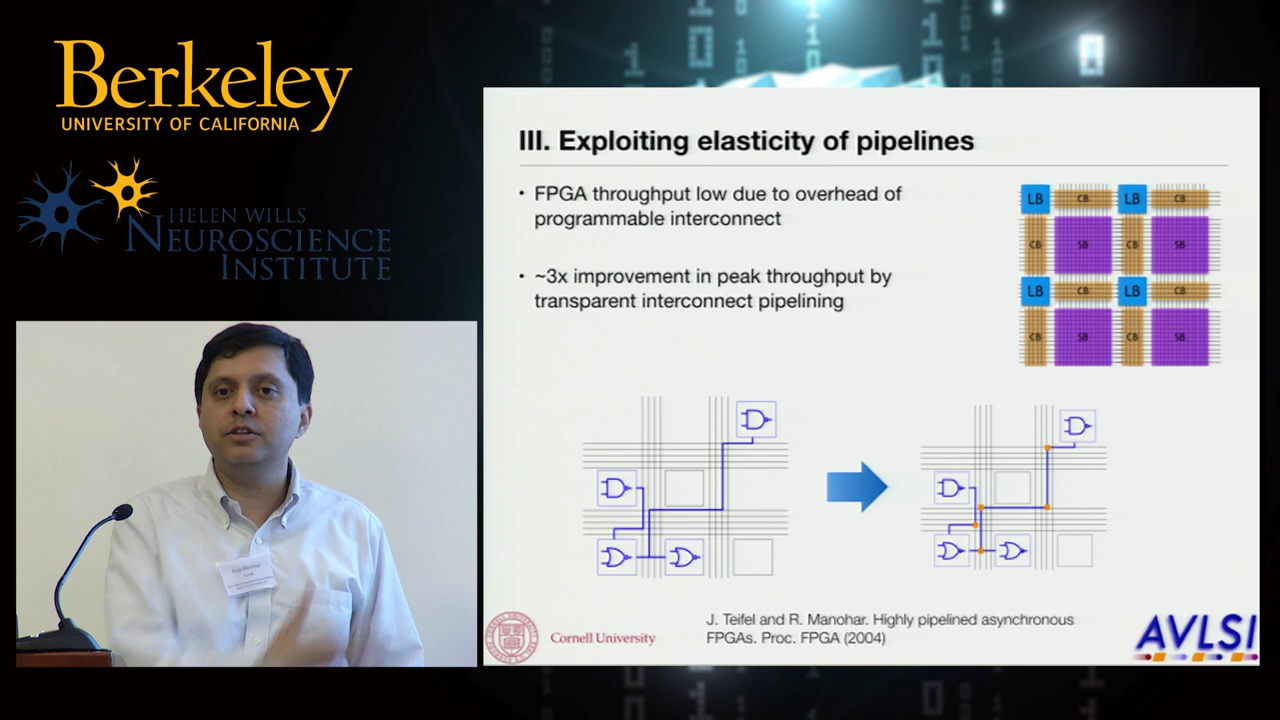 Berkeley
UNIVERSITY OF CALIFORNIA
HELEN WILLS
NEUROSCIENCE
INSTITUTE
III. Exploiting elasticity of pipelines
• FPGA throughput low due to overhead of
programmable interconnect
• ~3x improvement in peak throughput by
transparent interconnect pipelining
LB CB LB CB
CB SB CB SB
LB CB LB CB
CB SB CB SB
J. Teifel and R. Manohar. Highly pipelined asynchronous
FPGAs. Proc. FPGA (2004)
Cornell University
AVLSI